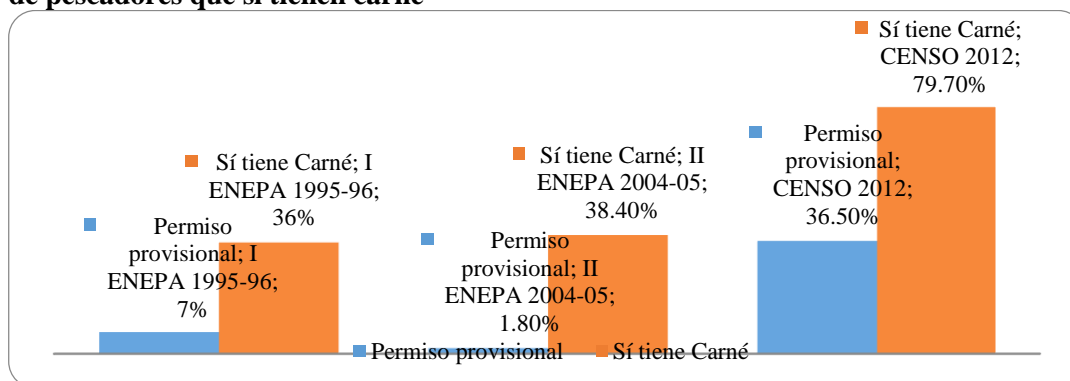 de pescadores que sí tienen carné
Sí tiene Carné;
CENSO 2012;
79.70%
Permiso
provisional;
CENSO 2012;
36.50%
Sí tiene Carné; I
ENEPA 1995-96;
36%
Sí tiene Carné; II
ENEPA 2004-05;
38.40%
Permiso
provisional; I
ENEPA 1995-96;
7%
Permiso
provisional; II
ENEPA 2004-05;
1.80%
Permiso provisional
Sí tiene Carné